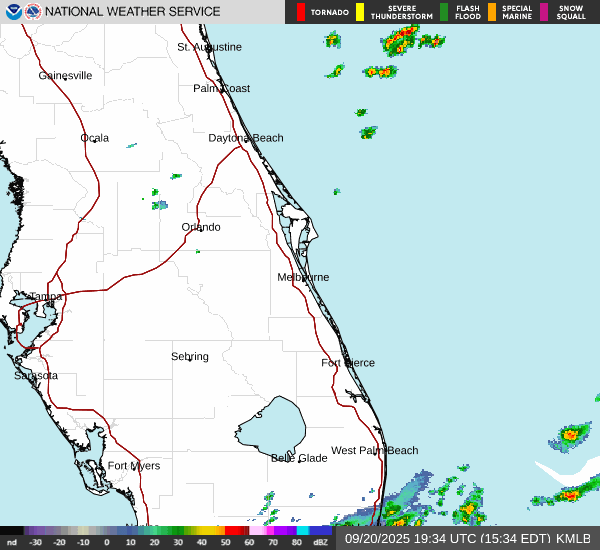 NATIONAL WEATHER SERVICE
TORNADO
SEVERE
THUNDERSTORM
FLASH
FLOOD
SPECIAL
MARINE
SNOW
SQUALL
St. Augustine
Gainesville
Palm Coast
Ocala
Daytona Beach
Orlando
Melbourne
Tampa
Sebring
Fort Pierce
Sarasota
West Palm Beach
Belle Glade
Fort Myers
nd -30 -20 -10 0 10 20 30 40 50 60 70 80 dBZ
09/20/2025 19:34 UTC (15:34 EDT) KMLB